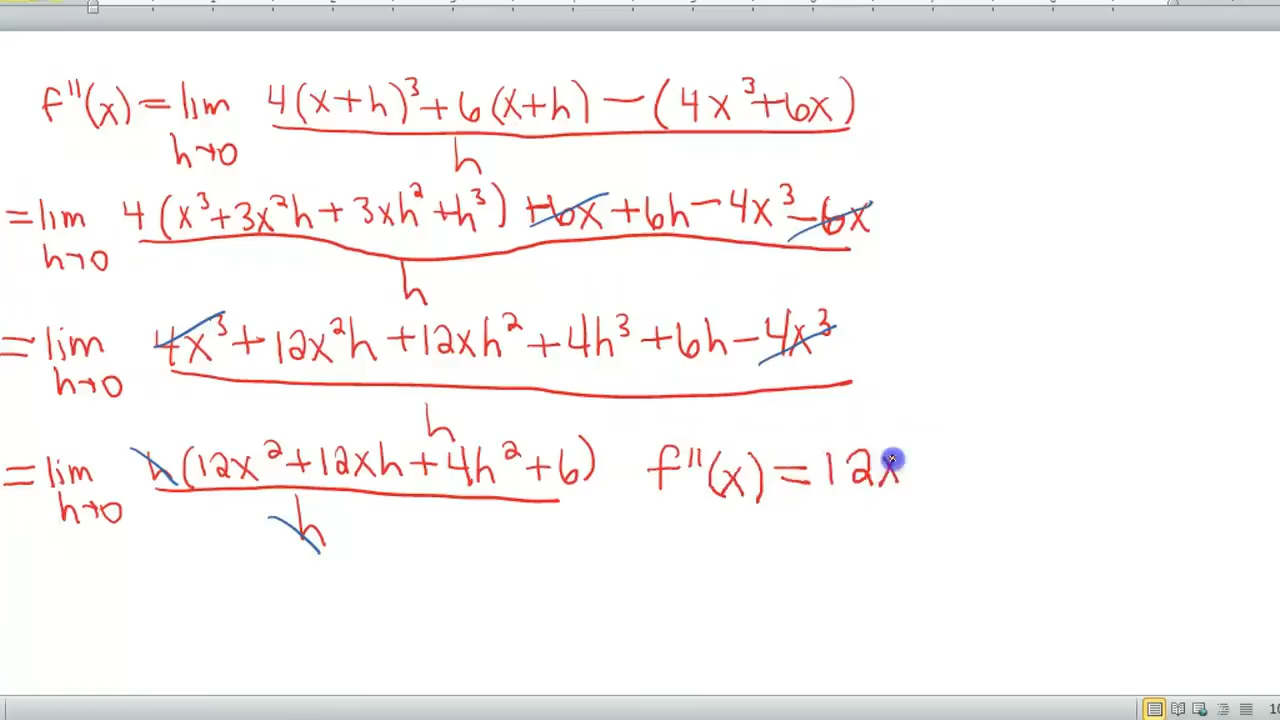 f''(x) = lim 4(x+h)³ + 6(x+h) − (4x³+6x)
h→0 h
= lim 4(x³+3x²h+3xh²+h³) +6x +6h − 4x³ − 6x
h→0 h
= lim 4x³ + 12x²h + 12xh² + 4h³ + 6h − 4x³
h→0 h
= lim h(12x² + 12xh + 4h² + 6) f''(x) = 12x
h→0 h